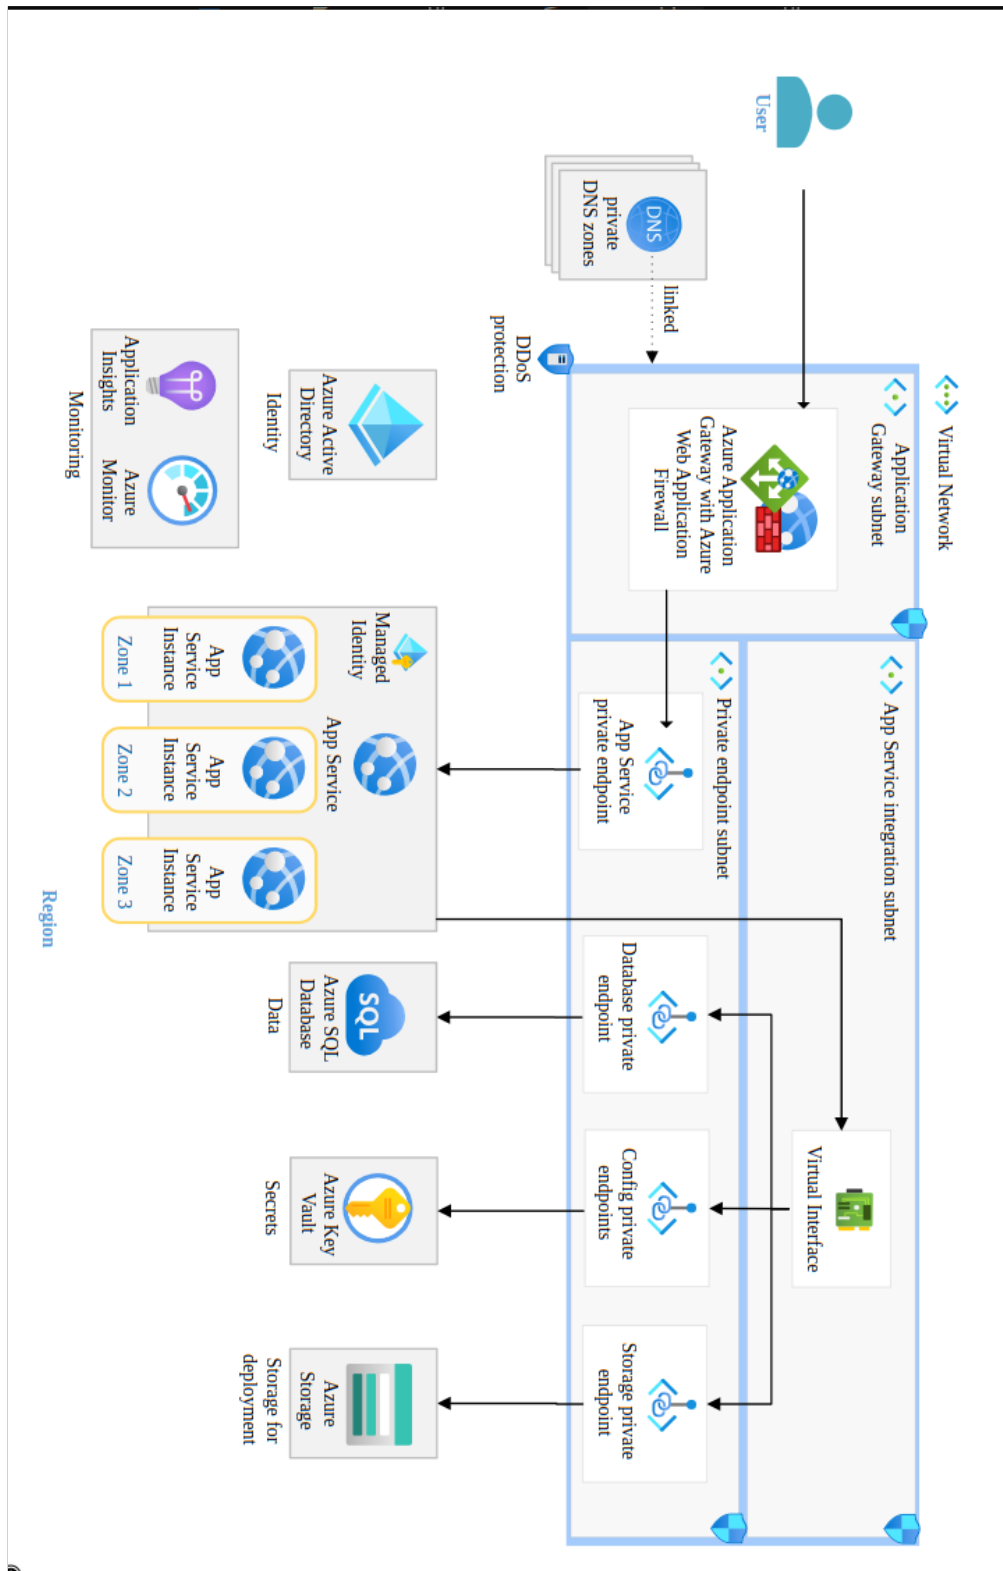 User
DNS
private
DNS zones
linked
DDoS
protection
Virtual Network
Application
Gateway subnet
Azure Application
Gateway with Azure
Web Application
Firewall
App Service integration subnet
Virtual Interface
Private endpoint subnet
App Service
private endpoint
Database private
endpoint
Config private
endpoints
Storage private
endpoint
Azure Active
Directory
Identity
Application
Insights
Azure
Monitor
Monitoring
Managed
Identity
App Service
App
Service
Instance
Zone 1
App
Service
Instance
Zone 2
App
Service
Instance
Zone 3
SQL
Azure SQL
Database
Data
Azure Key
Vault
Secrets
Azure
Storage
Storage for
deployment
Region